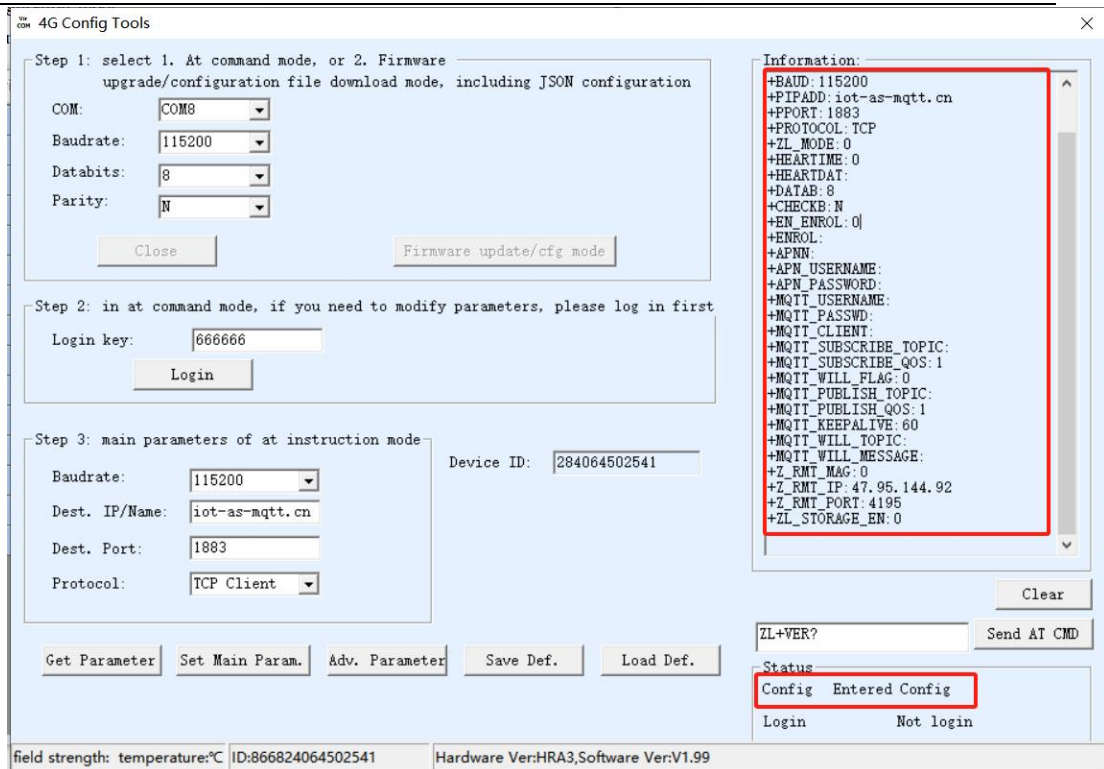 Vir COM 4G Config Tools
Step 1: select 1. At command mode, or 2. Firmware
upgrade/configuration file download mode, including JSON configuration
COM: COM8
Baudrate: 115200
Databits: 8
Parity: N
Close Firmware update/cfg mode
Step 2: in at command mode, if you need to modify parameters, please log in first
Login key: 666666
Login
Step 3: main parameters of at instruction mode
Baudrate: 115200
Dest. IP/Name: iot-as-mqtt.cn
Dest. Port: 1883
Protocol: TCP Client
Device ID: 284064502541
Get Parameter Set Main Param. Adv. Parameter Save Def. Load Def.
Information:
+BAUD:115200
+PIPADD:iot-as-mqtt.cn
+PPORT:1883
+PROTOCOL:TCP
+ZL_MODE:0
+HEARTIME:0
+HEARTDAT:
+DATAB:8
+CHECKB:N
+EN_ENROL:0
+ENROL:
+APNN:
+APN_USERNAME:
+APN_PASSWORD:
+MQTT_USERNAME:
+MQTT_PASSWD:
+MQTT_CLIENT:
+MQTT_SUBSCRIBE_TOPIC:
+MQTT_SUBSCRIBE_QOS:1
+MQTT_WILL_FLAG:0
+MQTT_PUBLISH_TOPIC:
+MQTT_PUBLISH_QOS:1
+MQTT_KEEPALIVE:60
+MQTT_WILL_TOPIC:
+MQTT_WILL_MESSAGE:
+Z_RMT_MAG:0
+Z_RMT_IP:47.95.144.92
+Z_RMT_PORT:4195
+ZL_STORAGE_EN:0
Clear
ZL+VER? Send AT CMD
Status
Config Entered Config
Login Not login
field strength: temperature:℃ ID:866824064502541 Hardware Ver:HRA3,Software Ver:V1.99